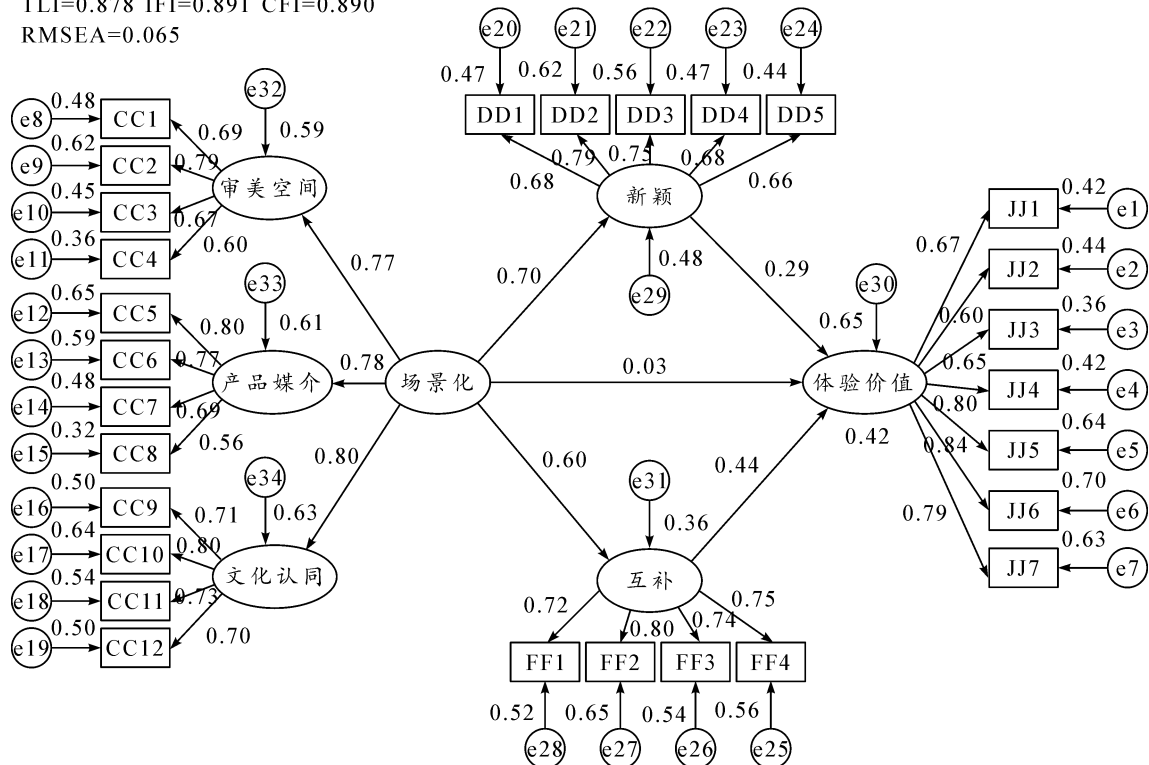 TLI=0.878 IFI=0.891 CFI=0.890
RMSEA=0.065
e20 e21 e22 e23 e24
0.47 0.62 0.56 0.47 0.44
DD1 DD2 DD3 DD4 DD5
0.79 0.75 0.68
0.68 0.66
新颖
0.48
e29
e32
0.59
e8 0.48 CC1 0.69
e9 0.62 CC2 0.79
e10 0.45 CC3 0.67
e11 0.36 CC4 0.60
审美空间
0.77
0.70
0.29
e33
0.61
e12 0.65 CC5 0.80
e13 0.59 CC6 0.77
e14 0.48 CC7 0.69
e15 0.32 CC8 0.56
产品媒介
0.78
场景化
0.03
e30
0.65
体验价值
0.42
0.80
0.60
0.44
e34
0.63
e16 0.50 CC9 0.71
e17 0.64 CC10 0.80
e18 0.54 CC11 0.73
e19 0.50 CC12 0.70
文化认同
e31
0.36
互补
0.72 0.80 0.74 0.75
FF1 FF2 FF3 FF4
0.52 0.65 0.54 0.56
e28 e27 e26 e25
0.67 JJ1 0.42 e1
0.60 JJ2 0.44 e2
0.65 JJ3 0.36 e3
0.80 JJ4 0.42 e4
0.84 JJ5 0.64 e5
0.79 JJ6 0.70 e6
JJ7 0.63 e7